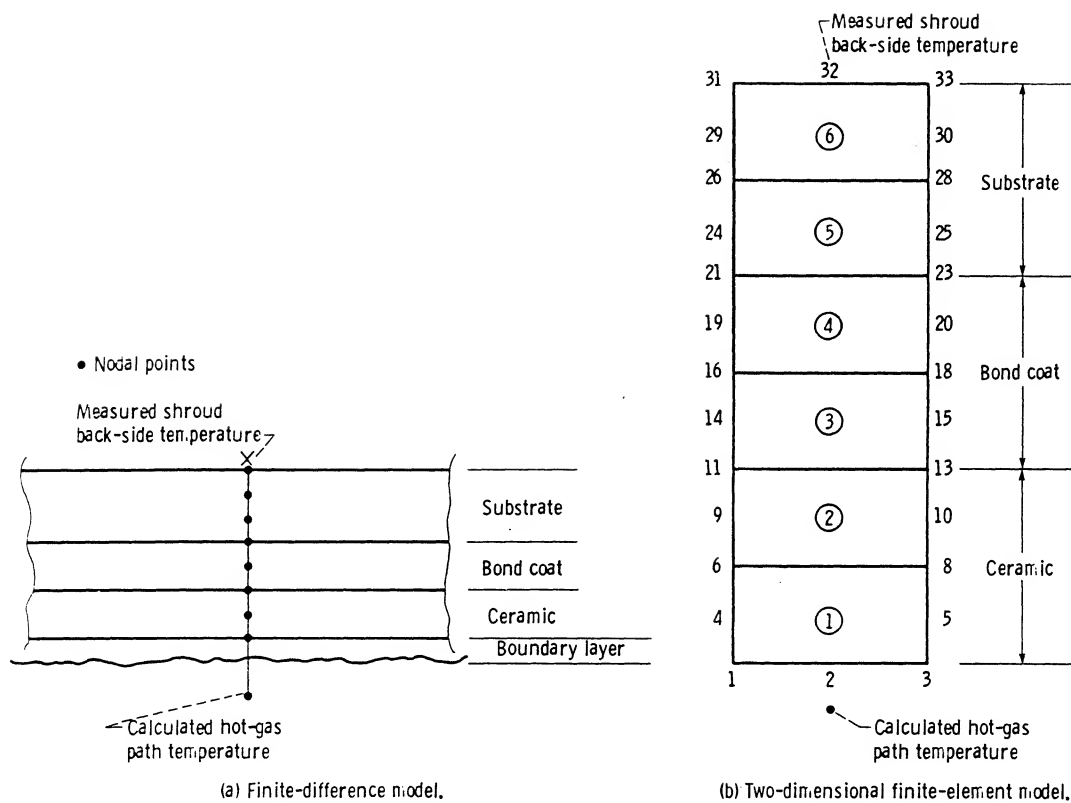 • Nodal points
Measured shroud
back-side temperature
Substrate
Bond coat
Ceramic
Boundary layer
Calculated hot-gas
path temperature
(a) Finite-difference model.
Measured shroud
back-side temperature
31 32 33
29 6 30
26 28
Substrate
24 5 25
21 23
19 4 20
16 18
Bond coat
14 3 15
11 13
9 2 10
6 8
Ceramic
4 1 5
1 2 3
Calculated hot-gas
path temperature
(b) Two-dimensional finite-element model.